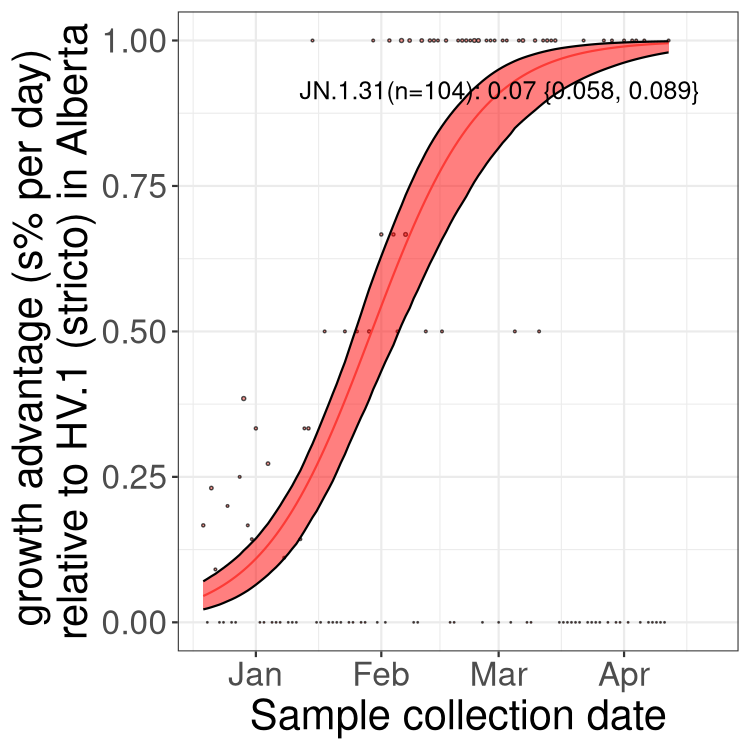 growth advantage (s% per day)
relative to HV.1 (stricto) in Alberta
1.00
0.75
0.50
0.25
0.00
JN.1.31(n=104): 0.07 {0.058, 0.089}
Jan Feb Mar Apr
Sample collection date